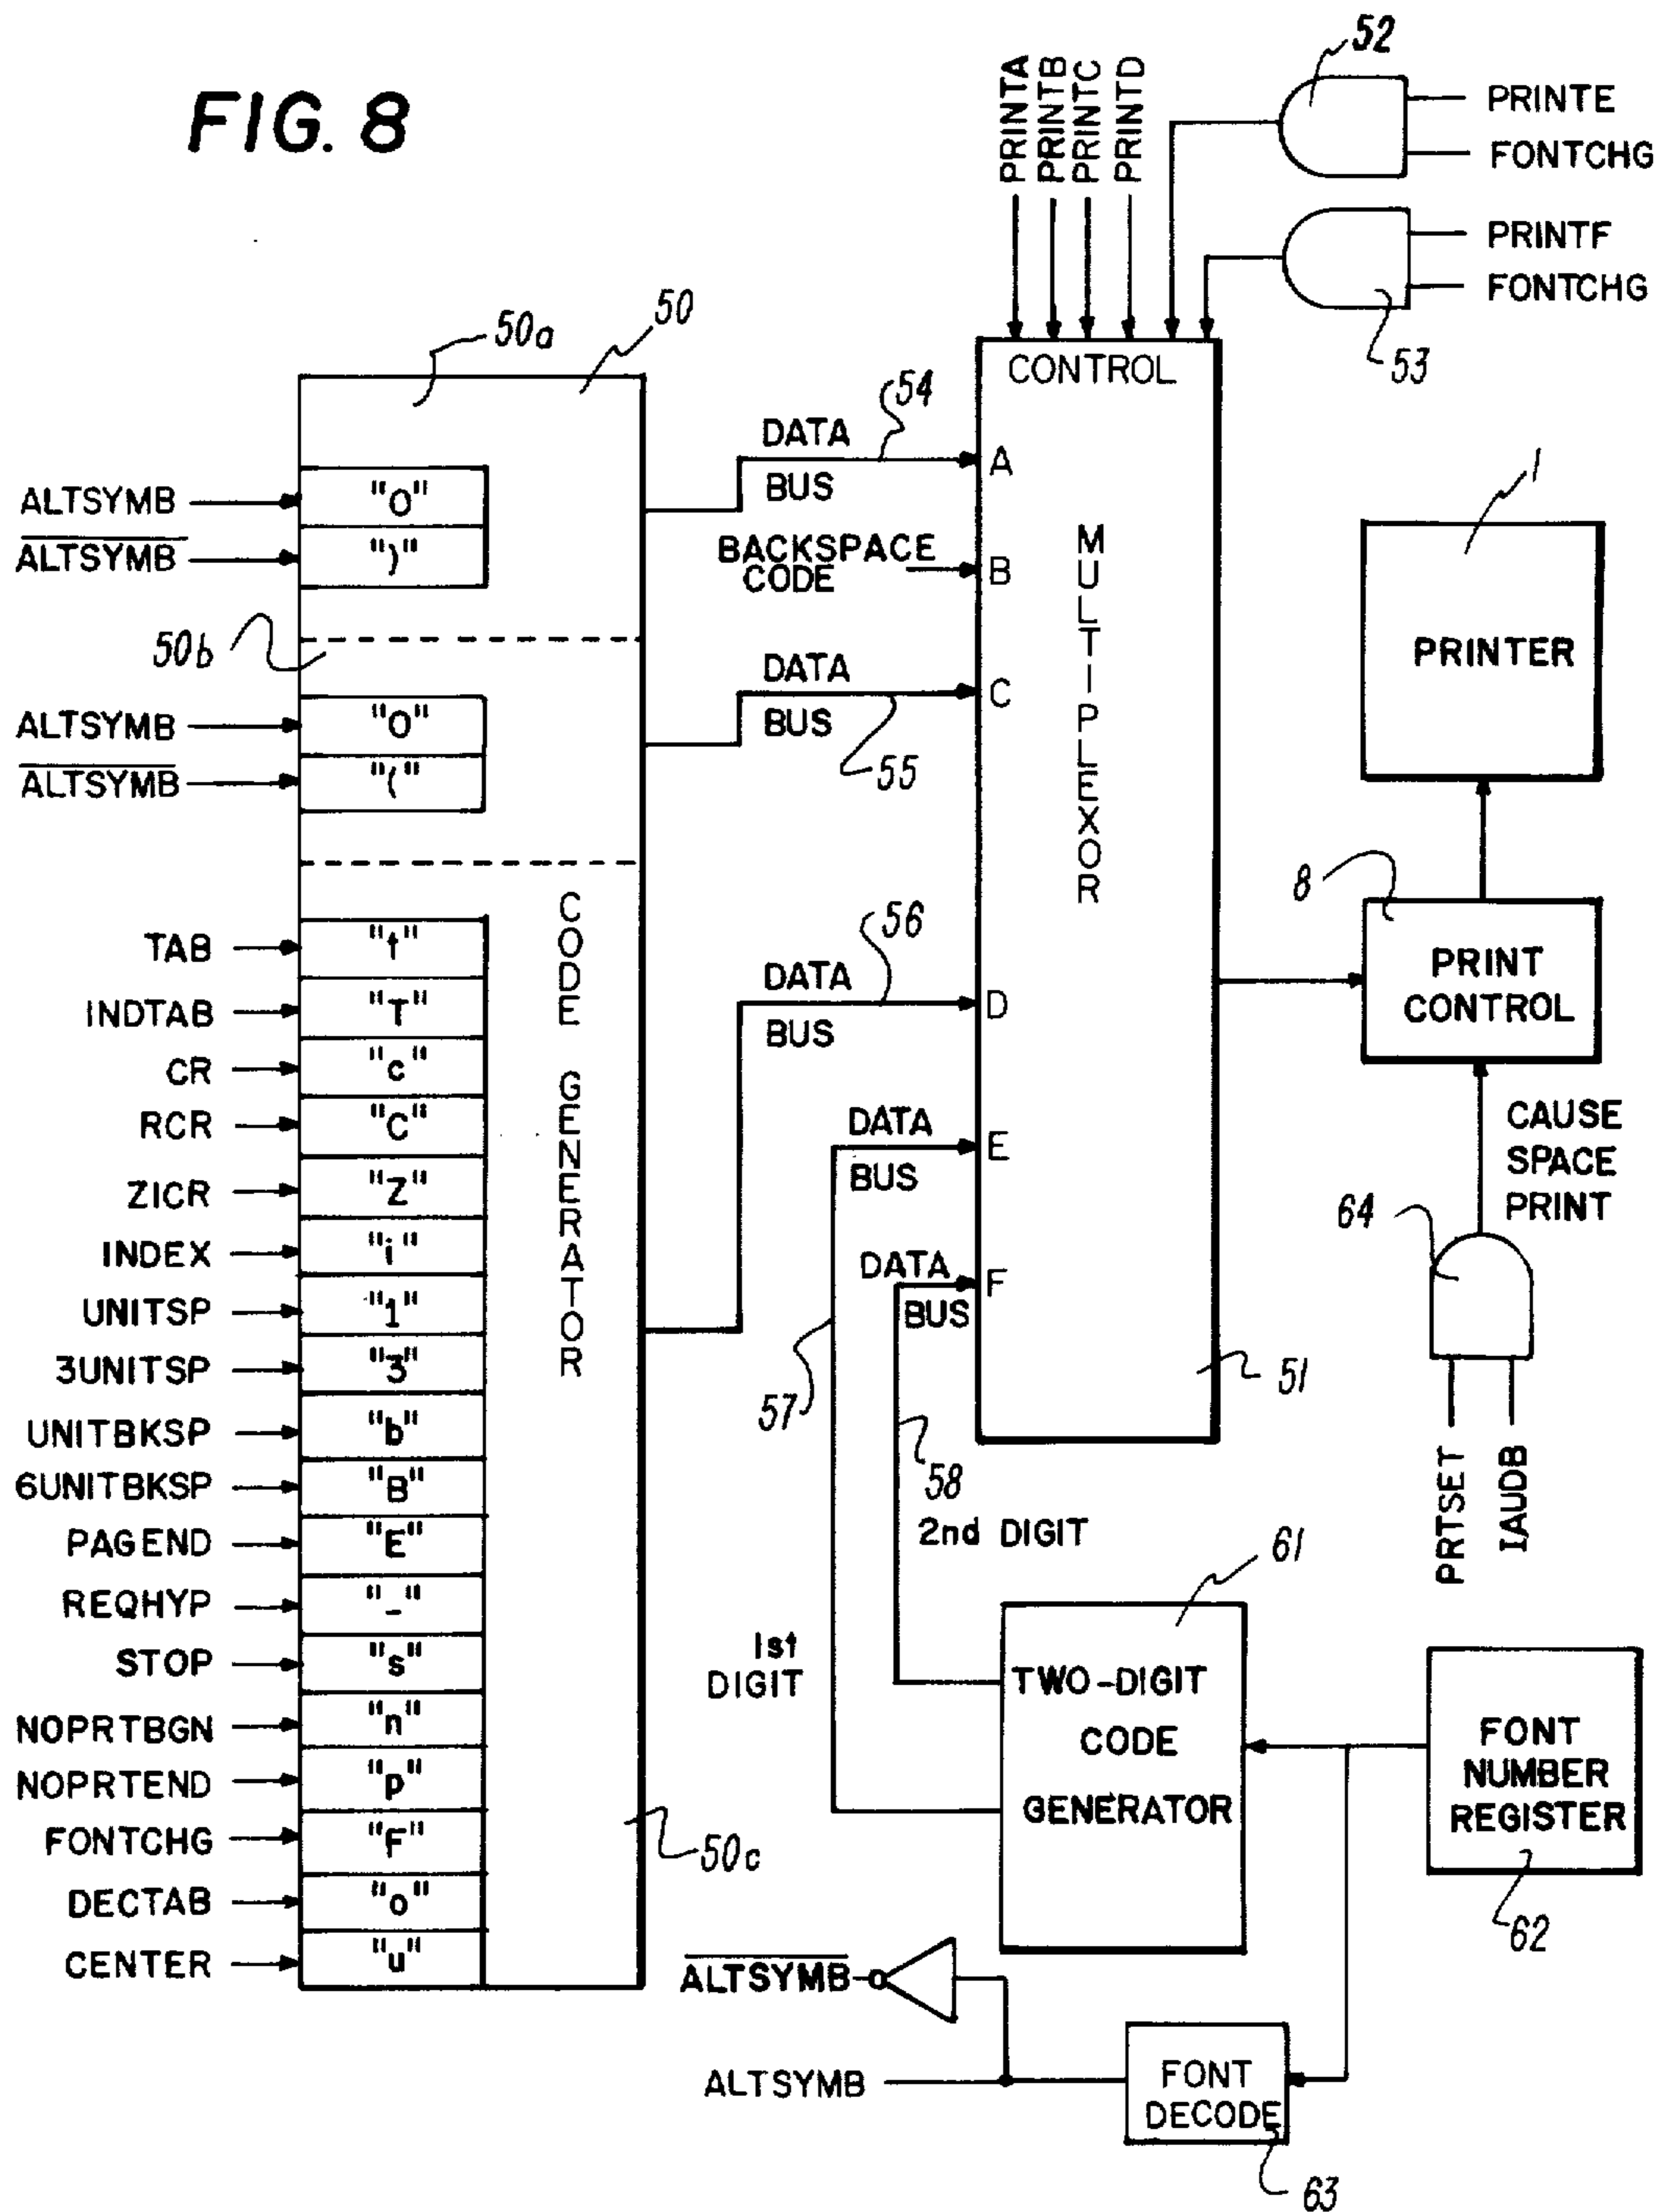 FIG. 8
52
PRINTA
PRINTB
PRINTC
PRINTD
PRINTE
FONTCHG
PRINTF
FONTCHG
53
50a
50
CONTROL
54
DATA
BUS
A
ALTSYMB
"O"
ALTSYMB
")"
BACKSPACE
CODE
B
MULTIPLEXOR
1
PRINTER
50b
DATA
BUS
C
55
ALTSYMB
"O"
ALTSYMB
"("
CODE GENERATOR
8
PRINT
CONTROL
56
DATA
BUS
D
TAB
"t"
INDTAB
"T"
CR
"c"
RCR
"C"
ZICR
"Z"
INDEX
"i"
UNITSP
"1"
3UNITSP
"3"
UNITBKSP
"b"
6UNITBKSP
"B"
PAGEND
"E"
REQHYP
"-"
STOP
"s"
NOPRTBGN
"n"
NOPRTEND
"p"
FONTCHG
"F"
DECTAB
"o"
CENTER
"u"
50c
DATA
BUS
E
DATA
BUS
F
CAUSE
SPACE
PRINT
64
51
57
58
PRTSET
IAUDB
2nd DIGIT
61
1st
DIGIT
TWO-DIGIT
CODE
GENERATOR
FONT
NUMBER
REGISTER
62
ALTSYMB
ALTSYMB
FONT
DECODE
63